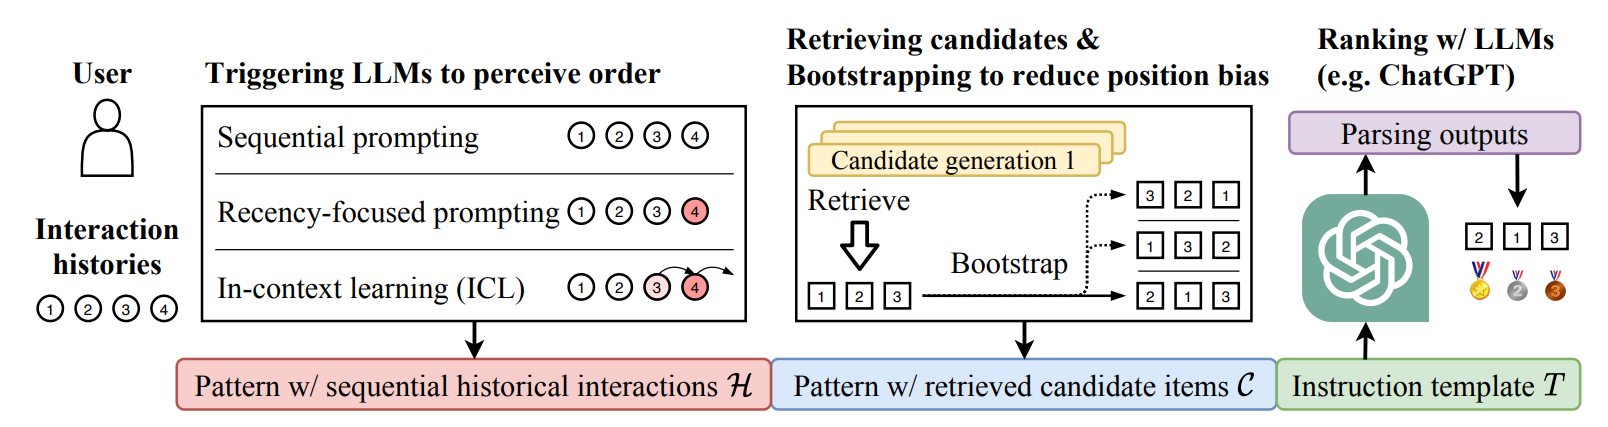 User
Interaction
histories
1 2 3 4
Triggering LLMs to perceive order
Sequential prompting 1 2 3 4
Recency-focused prompting 1 2 3 4
In-context learning (ICL) 1 2 3 4
Pattern w/ sequential historical interactions ℋ
Retrieving candidates &
Bootstrapping to reduce position bias
Candidate generation 1
Retrieve
1 2 3
Bootstrap
3 2 1
1 3 2
2 1 3
Pattern w/ retrieved candidate items 𝒞
Ranking w/ LLMs
(e.g. ChatGPT)
Parsing outputs
2 1 3
2 3
Instruction template T